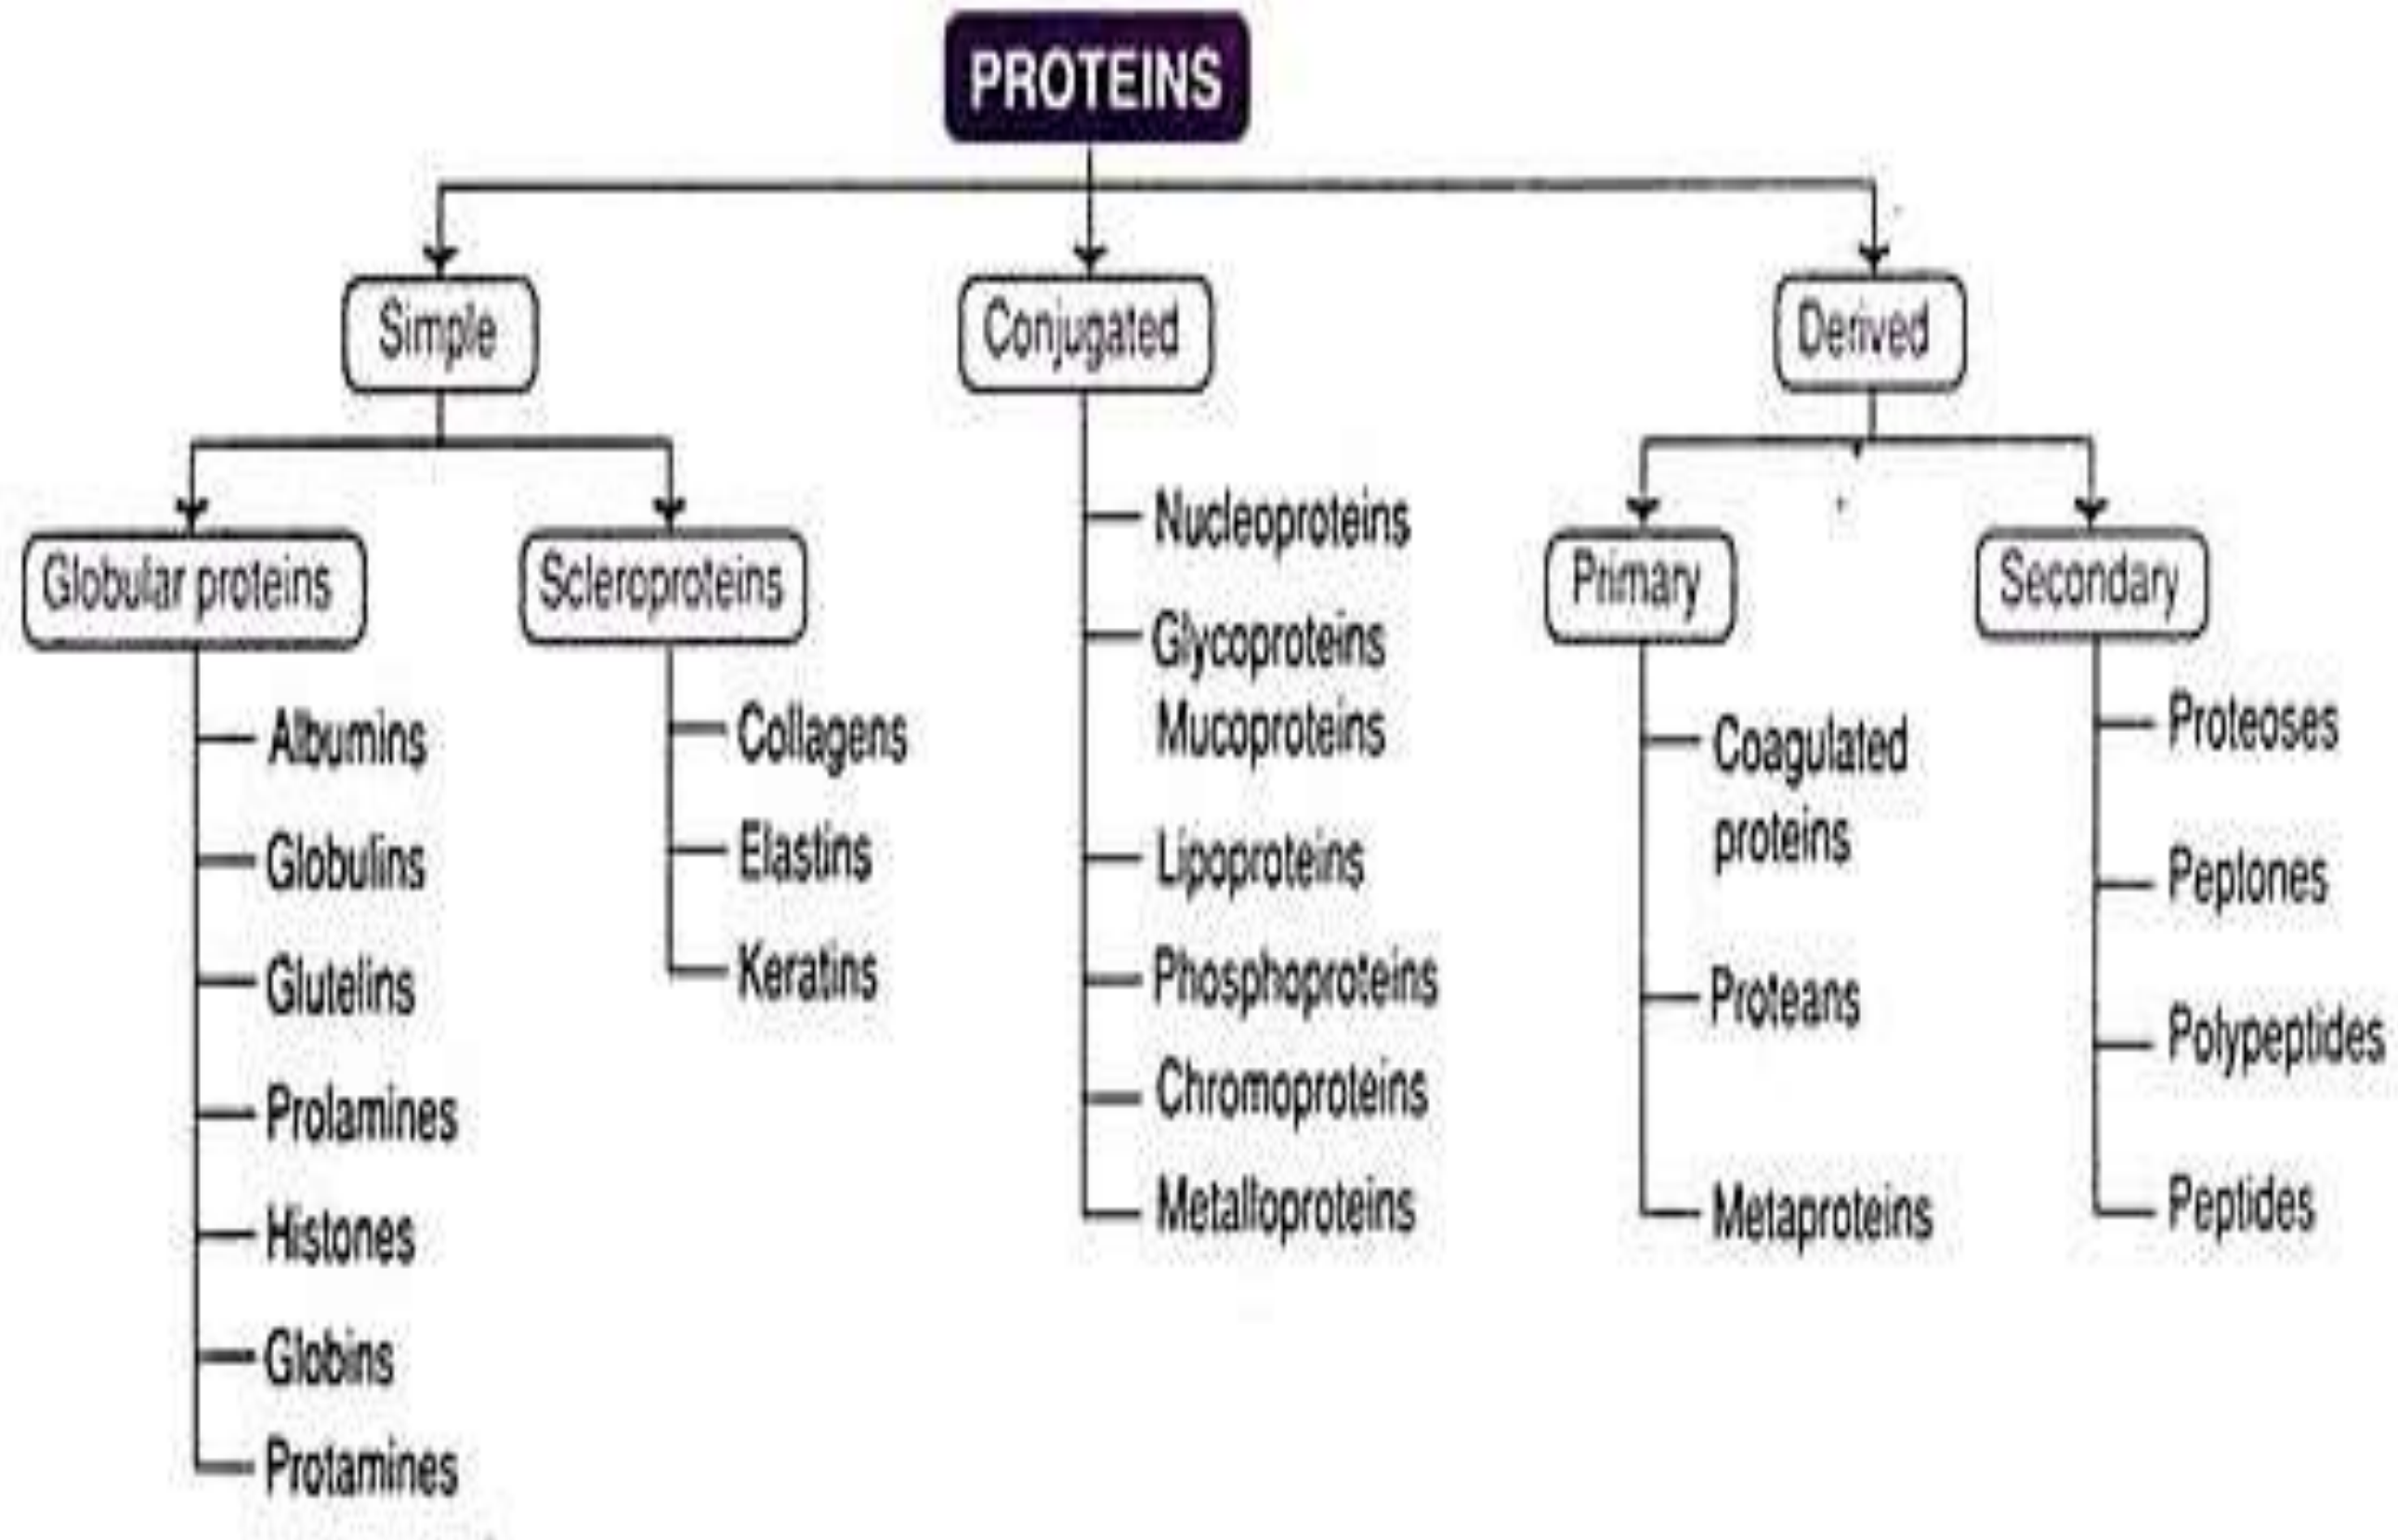 PROTEINS
Simple
Conjugated
Derived
Globular proteins
Scleroproteins
Primary
Secondary
Albumins
Globulins
Glutelins
Prolamines
Histones
Globins
Protamines
Collagens
Elastins
Keratins
Nucleoproteins
Glycoproteins
Mucoproteins
Lipoproteins
Phosphoproteins
Chromoproteins
Metalloproteins
Coagulated
proteins
Proteans
Metaproteins
Proteoses
Peptones
Polypeptides
Peptides